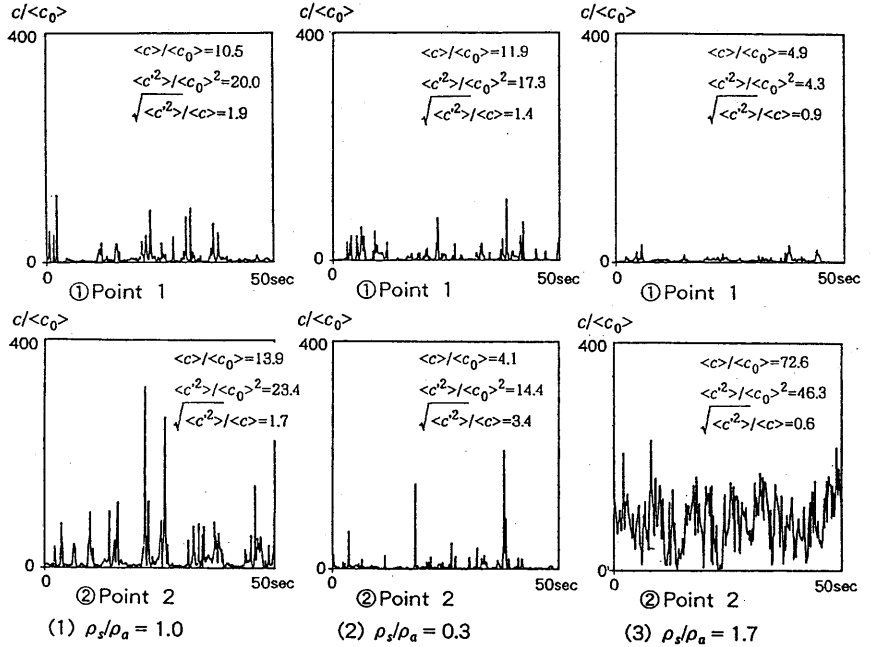 c/<c₀>
400
<c>/<c₀>=10.5
<c'²>/<c₀>²=20.0
√<c'²>/<c>=1.9
0
0
50sec
①Point 1
c/<c₀>
400
<c>/<c₀>=11.9
<c'²>/<c₀>²=17.3
√<c'²>/<c>=1.4
0
0
50sec
①Point 1
c/<c₀>
400
<c>/<c₀>=4.9
<c'²>/<c₀>²=4.3
√<c'²>/<c>=0.9
0
0
50sec
①Point 1
c/<c₀>
400
<c>/<c₀>=13.9
<c'²>/<c₀>²=23.4
√<c'²>/<c>=1.7
0
0
50sec
②Point 2
(1) ρₛ/ρₐ = 1.0
c/<c₀>
400
<c>/<c₀>=4.1
<c'²>/<c₀>²=14.4
√<c'²>/<c>=3.4
0
0
50sec
②Point 2
(2) ρₛ/ρₐ = 0.3
c/<c₀>
400
<c>/<c₀>=72.6
<c'²>/<c₀>²=46.3
√<c'²>/<c>=0.6
0
0
50sec
②Point 2
(3) ρₛ/ρₐ = 1.7